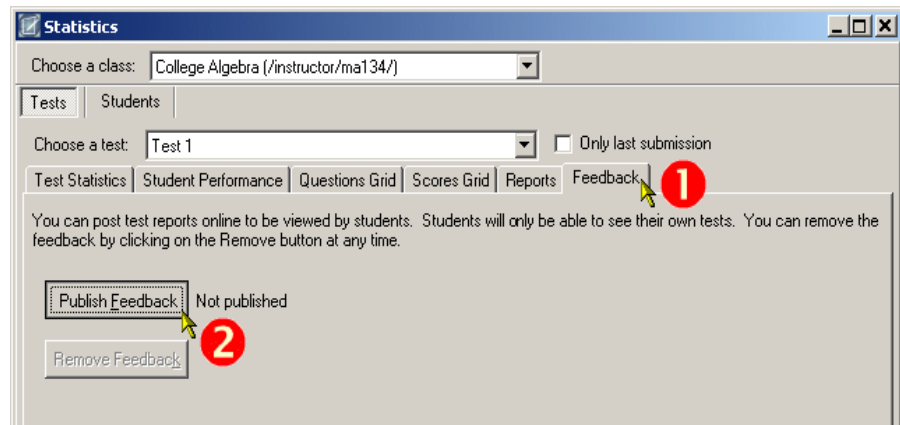 Statistics
Choose a class: College Algebra (/instructor/ma134/)
Tests Students
Choose a test: Test 1 Only last submission
Test Statistics Student Performance Questions Grid Scores Grid Reports Feedback 1
You can post test reports online to be viewed by students. Students will only be able to see their own tests. You can remove the
feedback by clicking on the Remove button at any time.
Publish Feedback Not published
2
Remove Feedback